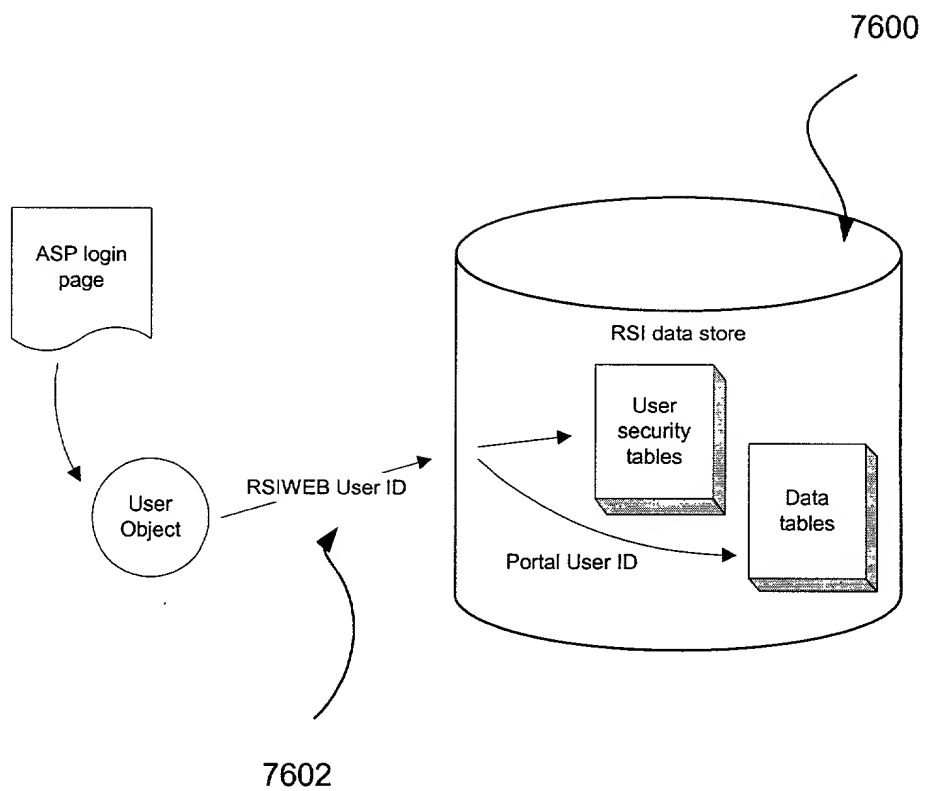 7600
ASP login
page
RSI data store
User
security
tables
RSIWEB User ID
User
Object
Data
tables
Portal User ID
7602